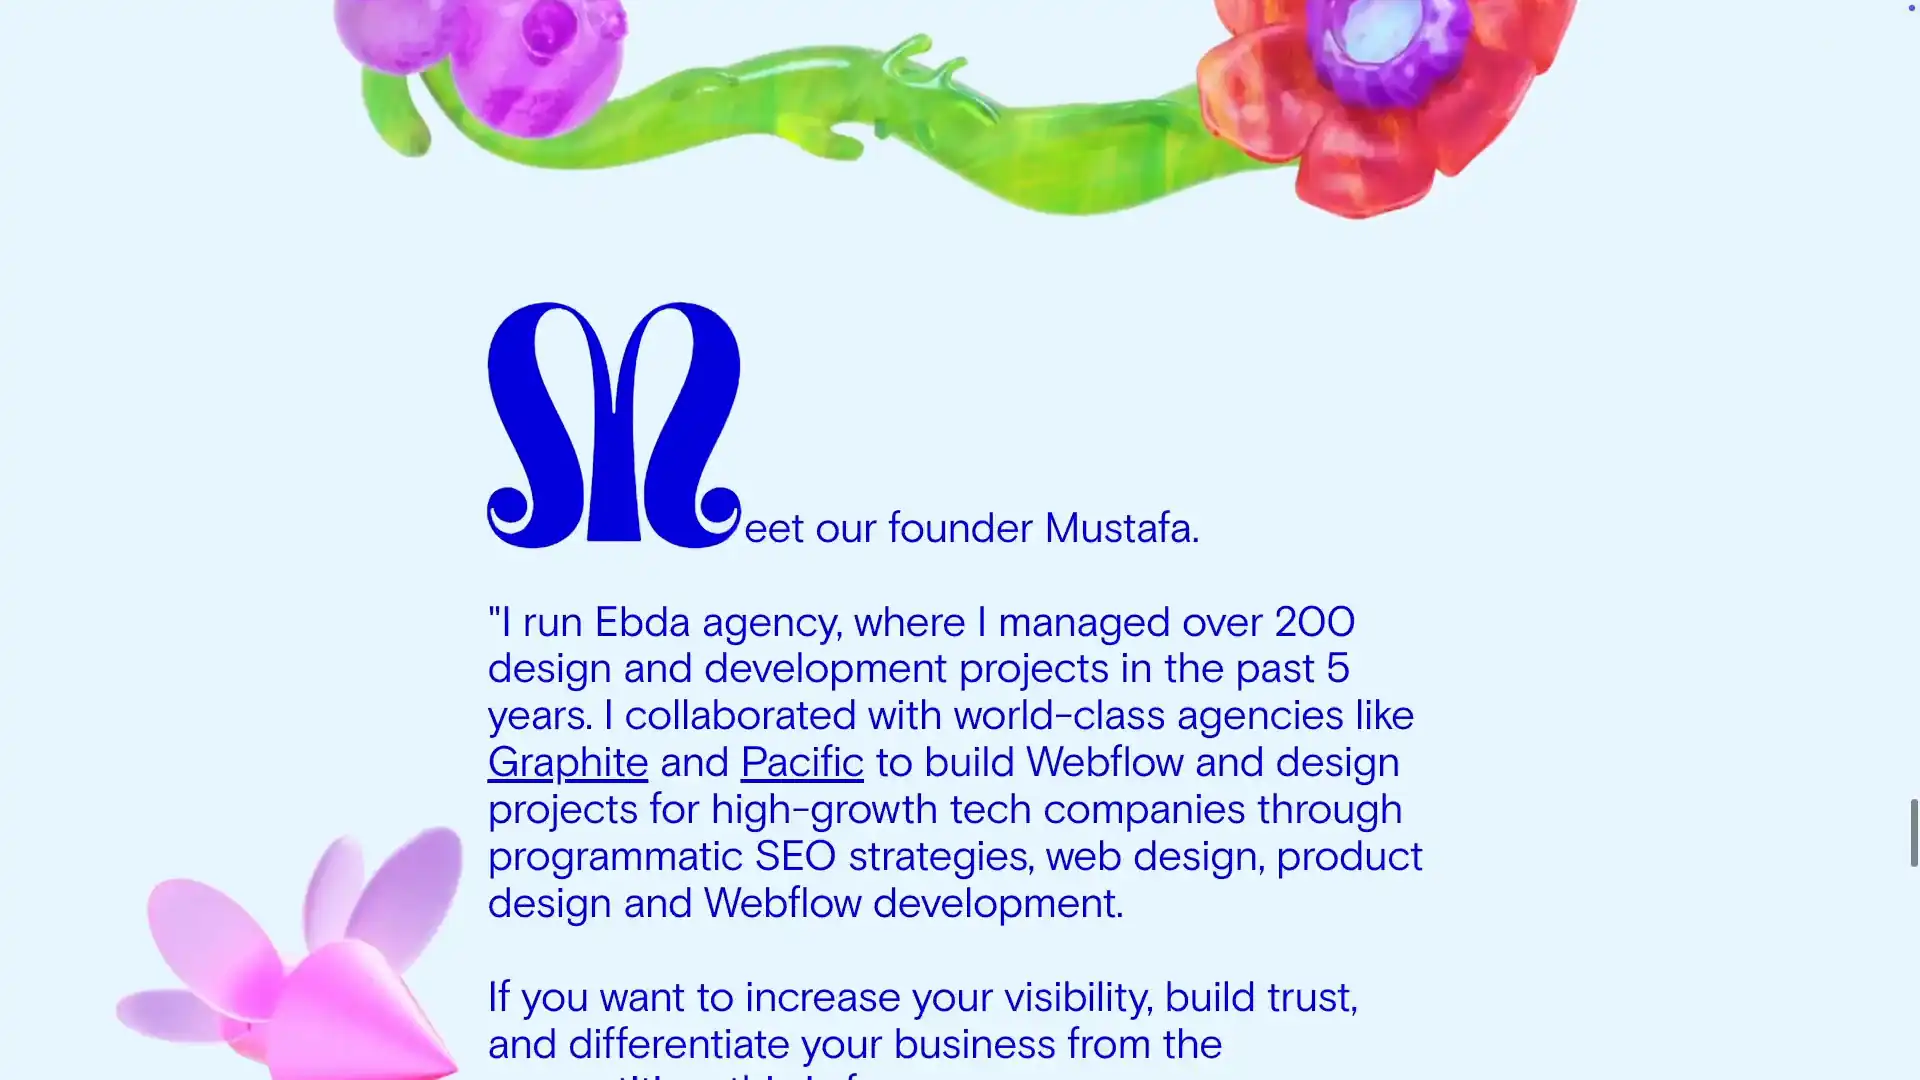 Meet our founder Mustafa.
"I run Ebda agency, where I managed over 200
design and development projects in the past 5
years. I collaborated with world-class agencies like
Graphite and Pacific to build Webflow and design
projects for high-growth tech companies through
programmatic SEO strategies, web design, product
design and Webflow development.
If you want to increase your visibility, build trust,
and differentiate your business from the